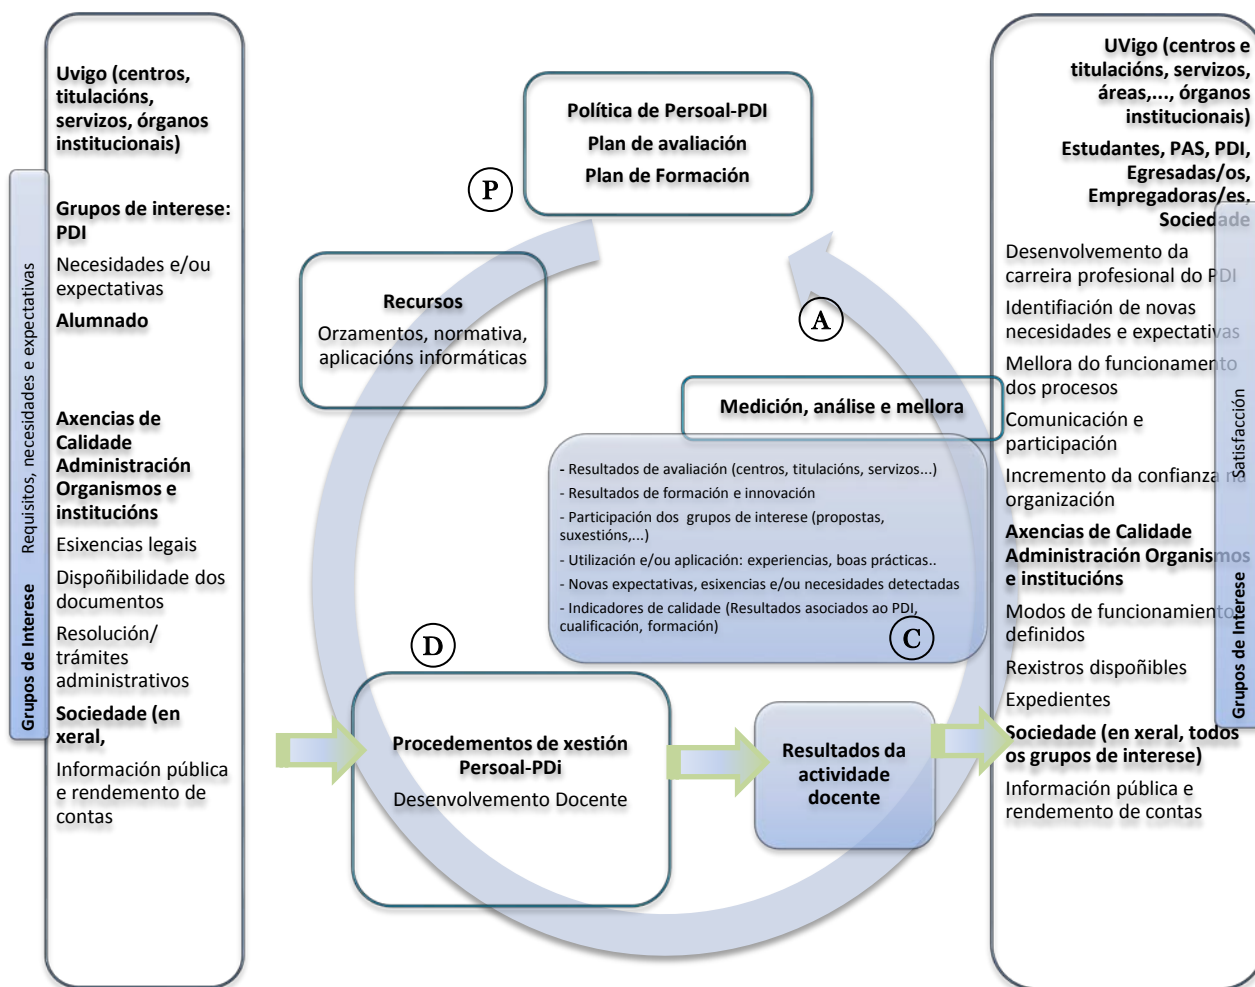 Uvigo (centros,
titulacións,
servizos, órganos
institucionais)
Grupos de interese:
PDI
Necesidades e/ou
expectativas
Alumnado
Axencias de
Calidade
Administración
Organismos e
institucións
Esixencias legais
Dispoñibilidade dos
documentos
Resolución/
trámites
administrativos
Sociedade (en
xeral,
Información pública
e rendemento de
contas
Grupos de Interese
Requisitos, necesidades e expectativas
Política de Persoal-PDI
Plan de avaliación
Plan de Formación
P
Recursos
Orzamentos, normativa,
aplicacións informáticas
A
Medición, análise e mellora
- Resultados de avaliación (centros, titulacións, servizos...)
- Resultados de formación e innovación
- Participación dos grupos de interese (propostas,
suxestións,...)
- Utilización e/ou aplicación: experiencias, boas prácticas..
- Novas expectativas, esixencias e/ou necesidades detectadas
- Indicadores de calidade (Resultados asociados ao PDI,
cualificación, formación)
C
D
Procedementos de xestión
Persoal-PDi
Desenvolvemento Docente
Resultados da
actividade
docente
UVigo (centros e
titulacións, servizos,
áreas,..., órganos
institucionais)
Estudantes, PAS, PDI,
Egresadas/os,
Empregadoras/es,
Sociedade
Desenvolvemento da
carreira profesional do PDI
Identifiación de novas
necesidades e expectativas
Mellora do funcionamento
dos procesos
Comunicación e
participación
Incremento da confianza na
organización
Axencias de Calidade
Administración Organismos
e institucións
Modos de funcionamiento
definidos
Rexistros dispoñibles
Expedientes
Sociedade (en xeral, todos
os grupos de interese)
Información pública e
rendemento de contas
Grupos de Interese
Satisfacción